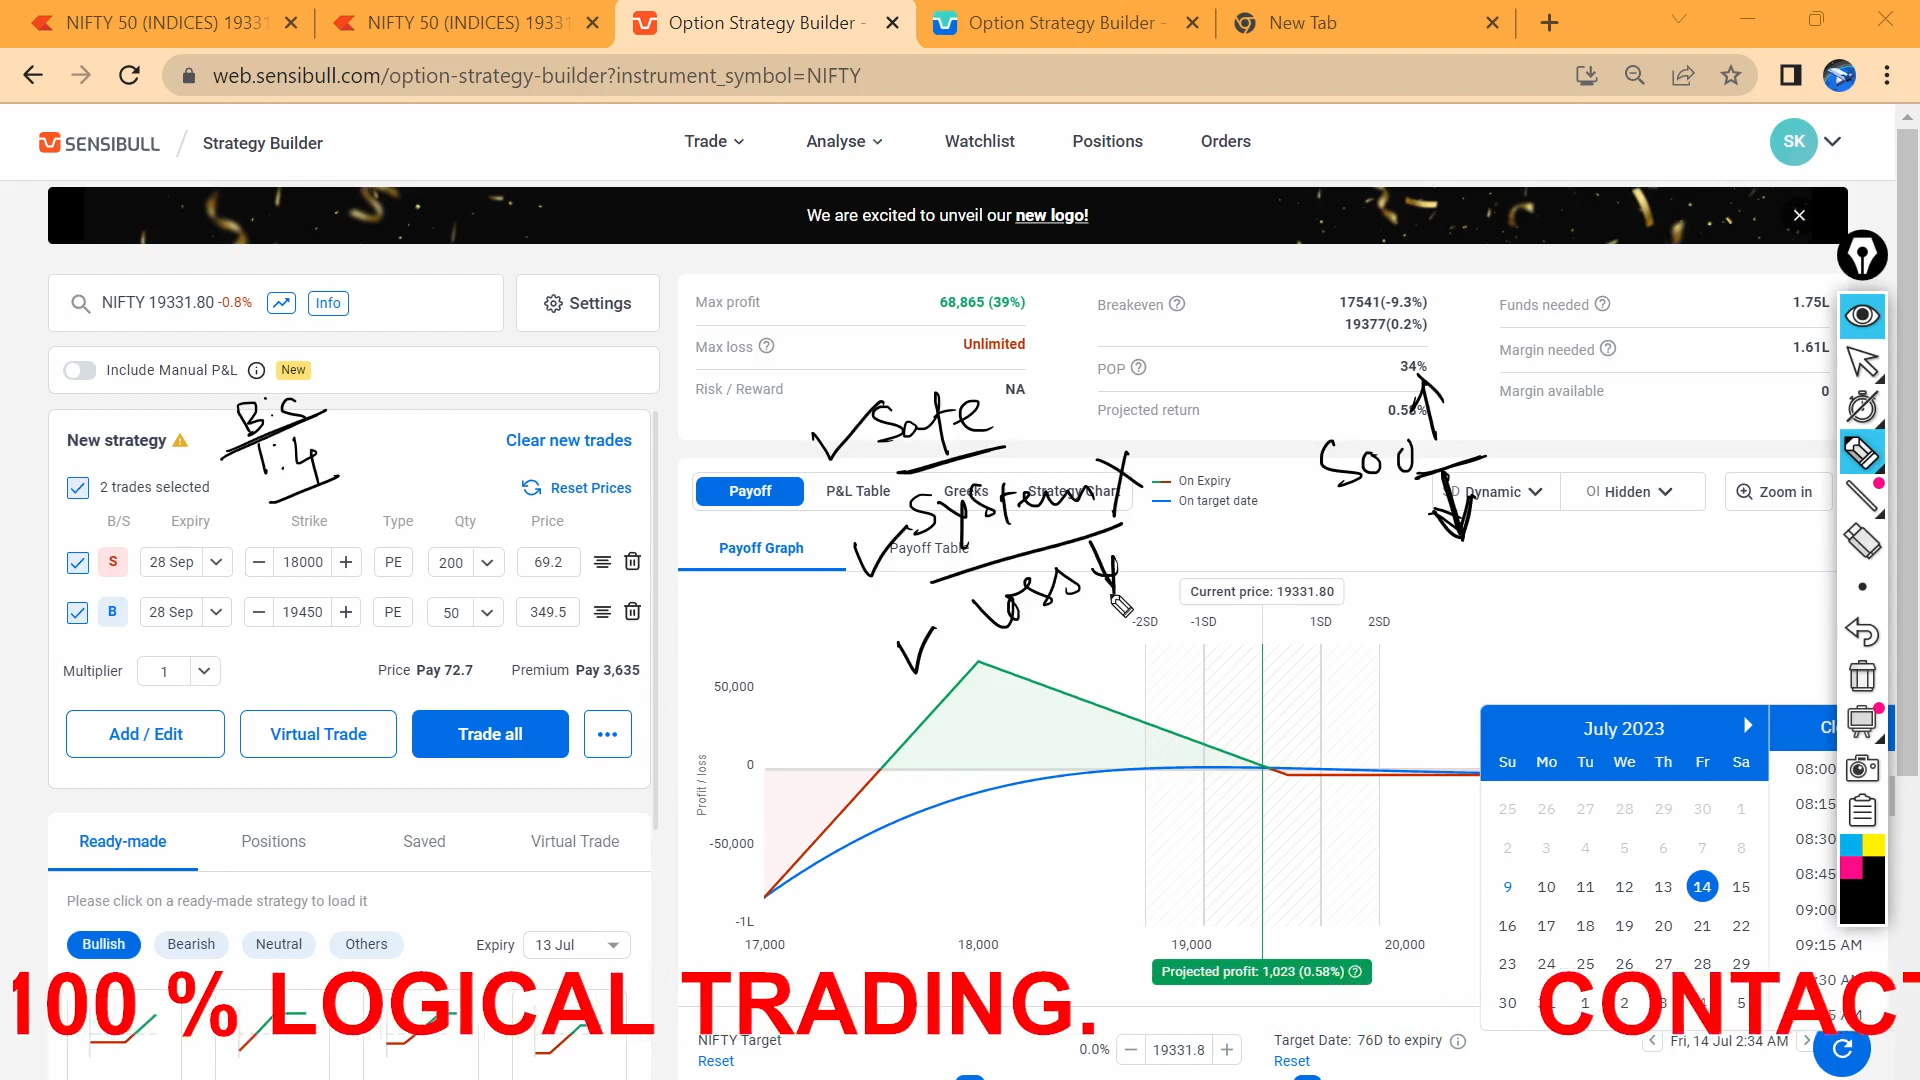 NIFTY 50 (INDICES) 19331
NIFTY 50 (INDICES) 19331
Option Strategy Builder -
Option Strategy Builder -
New Tab
web.sensibull.com/option-strategy-builder?instrument_symbol=NIFTY
SENSIBULL / Strategy Builder
Trade
Analyse
Watchlist
Positions
Orders
SK
We are excited to unveil our new logo!
NIFTY 19331.80 -0.8%
Info
Settings
Include Manual P&L
New
New strategy
Clear new trades
B:S
1:4
2 trades selected
Reset Prices
B/S Expiry Strike Type Qty Price
S 28 Sep 18000 PE 200 69.2
B 28 Sep 19450 PE 50 349.5
Multiplier 1
Price Pay 72.7
Premium Pay 3,635
Add / Edit
Virtual Trade
Trade all
Ready-made
Positions
Saved
Virtual Trade
Please click on a ready-made strategy to load it
Bullish
Bearish
Neutral
Others
Expiry 13 Jul
Max profit 68,865 (39%)
Max loss Unlimited
Risk / Reward NA
Breakeven 17541(-9.3%)
19377(0.2%)
POP 34%
Projected return 0.58%
Funds needed 1.75L
Margin needed 1.61L
Margin available 0
Safe
System
loss
500
Payoff
P&L Table
Greeks
Strategy Chart
On Expiry
On target date
SD Dynamic
OI Hidden
Zoom in
Payoff Graph
Payoff Table
Current price: 19331.80
-2SD -1SD 1SD 2SD
Profit / loss
50,000
0
-50,000
-1L
17,000 18,000 19,000 20,000
Projected profit: 1,023 (0.58%)
July 2023
Su Mo Tu We Th Fr Sa
25 26 27 28 29 30 1
2 3 4 5 6 7 8
9 10 11 12 13 14 15
16 17 18 19 20 21 22
23 24 25 26 27 28 29
30 31 1 2 3 4 5
08:00
08:15
08:30
08:45
09:00
09:15 AM
NIFTY Target
Reset
0.0%
19331.8
Target Date: 76D to expiry
Reset
Fri, 14 Jul 2:34 AM
100 % LOGICAL TRADING.
CONTACT